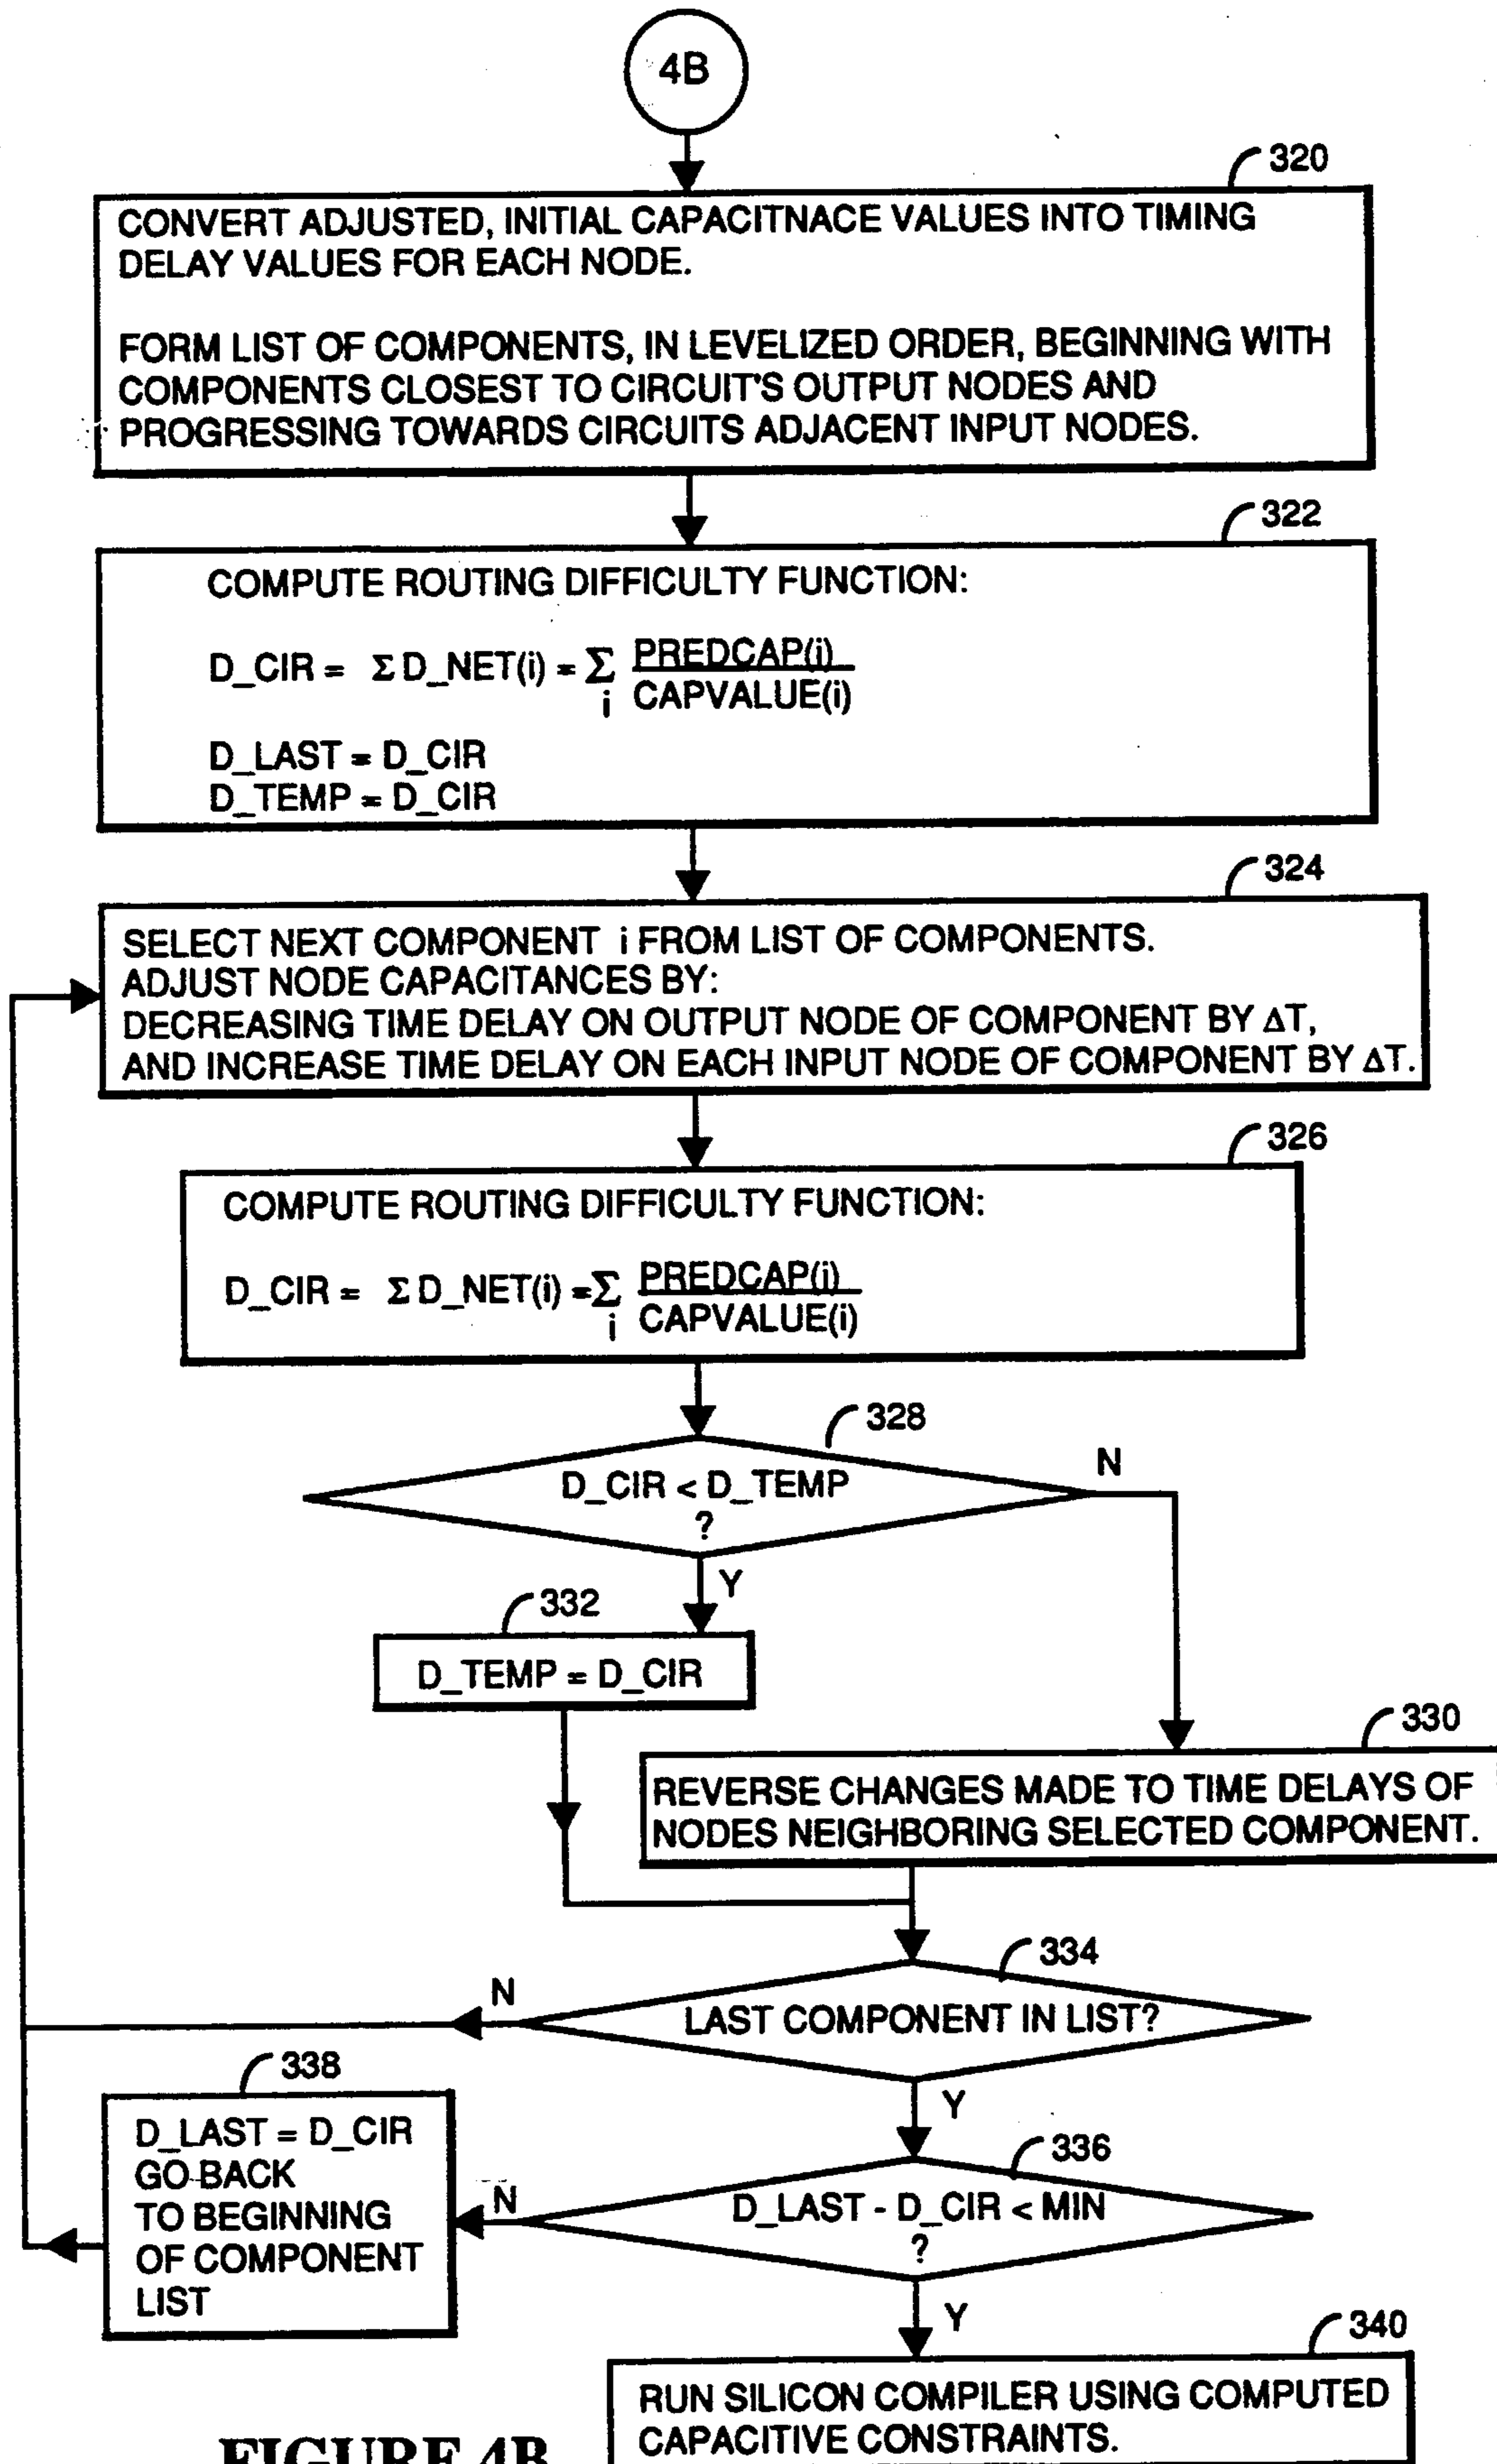 4B
320
CONVERT ADJUSTED, INITIAL CAPACITNACE VALUES INTO TIMING
DELAY VALUES FOR EACH NODE.
FORM LIST OF COMPONENTS, IN LEVELIZED ORDER, BEGINNING WITH
COMPONENTS CLOSEST TO CIRCUIT'S OUTPUT NODES AND
PROGRESSING TOWARDS CIRCUITS ADJACENT INPUT NODES.
322
COMPUTE ROUTING DIFFICULTY FUNCTION:
D_CIR = Σ D_NET(i) = Σ i PREDCAP(i) / CAPVALUE(i)
D_LAST = D_CIR
D_TEMP = D_CIR
324
SELECT NEXT COMPONENT i FROM LIST OF COMPONENTS.
ADJUST NODE CAPACITANCES BY:
DECREASING TIME DELAY ON OUTPUT NODE OF COMPONENT BY ΔT,
AND INCREASE TIME DELAY ON EACH INPUT NODE OF COMPONENT BY ΔT.
326
COMPUTE ROUTING DIFFICULTY FUNCTION:
D_CIR = Σ D_NET(i) = Σ i PREDCAP(i) / CAPVALUE(i)
328
D_CIR < D_TEMP
?
N
Y
332
D_TEMP = D_CIR
330
REVERSE CHANGES MADE TO TIME DELAYS OF
NODES NEIGHBORING SELECTED COMPONENT.
334
LAST COMPONENT IN LIST?
N
Y
338
D_LAST = D_CIR
GO BACK
TO BEGINNING
OF COMPONENT
LIST
336
D_LAST - D_CIR < MIN
?
N
Y
340
RUN SILICON COMPILER USING COMPUTED
CAPACITIVE CONSTRAINTS.
FIGURE 4B